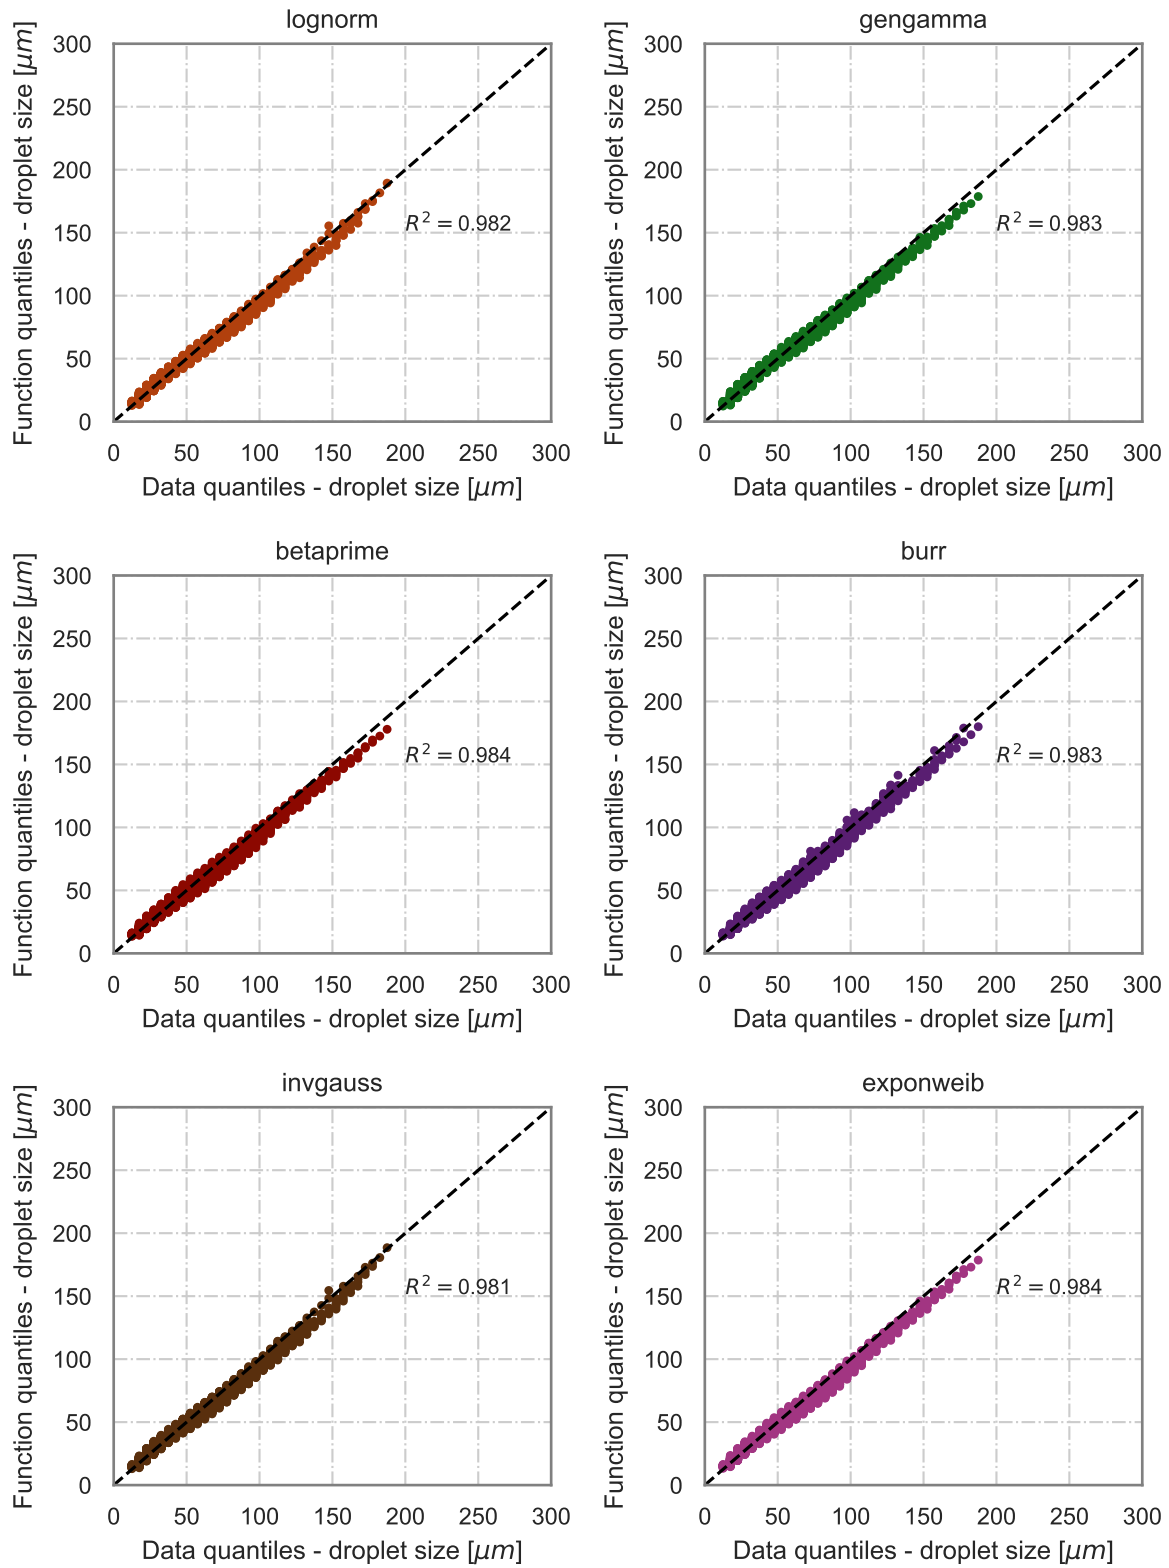 lognorm
Function quantiles - droplet size [μm]
300
250
200
150
100
50
0
R² = 0.982
0 50 100 150 200 250 300
Data quantiles - droplet size [μm]
gengamma
Function quantiles - droplet size [μm]
300
250
200
150
100
50
0
R² = 0.983
0 50 100 150 200 250 300
Data quantiles - droplet size [μm]
betaprime
Function quantiles - droplet size [μm]
300
250
200
150
100
50
0
R² = 0.984
0 50 100 150 200 250 300
Data quantiles - droplet size [μm]
burr
Function quantiles - droplet size [μm]
300
250
200
150
100
50
0
R² = 0.983
0 50 100 150 200 250 300
Data quantiles - droplet size [μm]
invgauss
Function quantiles - droplet size [μm]
300
250
200
150
100
50
0
R² = 0.981
0 50 100 150 200 250 300
Data quantiles - droplet size [μm]
exponweib
Function quantiles - droplet size [μm]
300
250
200
150
100
50
0
R² = 0.984
0 50 100 150 200 250 300
Data quantiles - droplet size [μm]